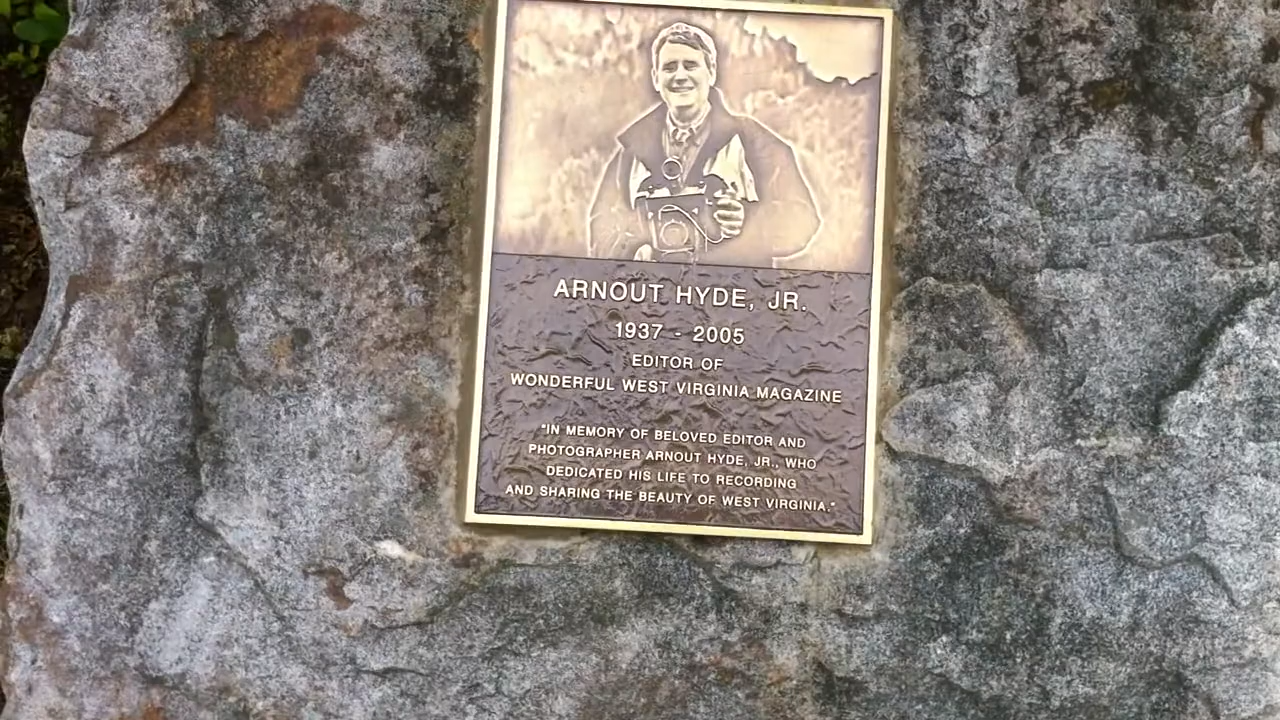 ARNOUT HYDE, JR.
1937 - 2005
EDITOR OF
WONDERFUL WEST VIRGINIA MAGAZINE
"IN MEMORY OF BELOVED EDITOR AND
PHOTOGRAPHER ARNOUT HYDE, JR., WHO
DEDICATED HIS LIFE TO RECORDING
AND SHARING THE BEAUTY OF WEST VIRGINIA."